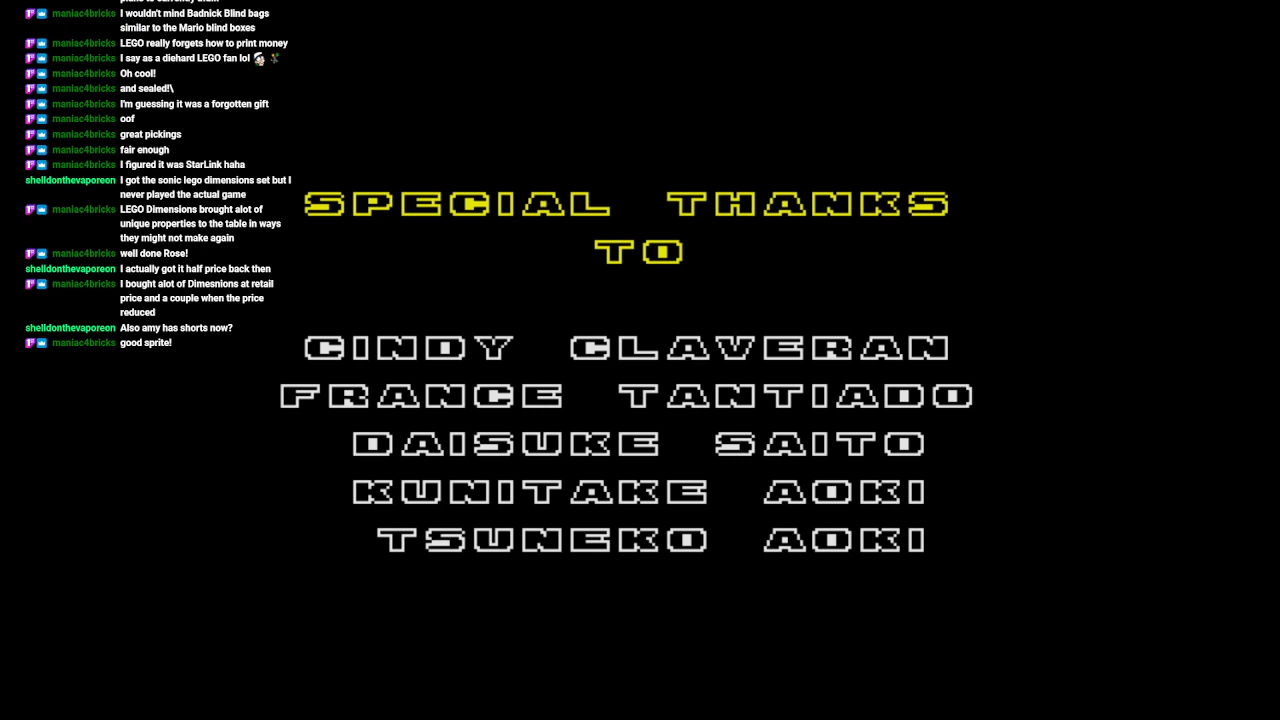 maniac4bricks I wouldn't mind Badnick Blind bags
similar to the Mario blind boxes
maniac4bricks LEGO really forgets how to print money
maniac4bricks I say as a diehard LEGO fan lol
maniac4bricks Oh cool!
maniac4bricks and sealed!\
maniac4bricks I'm guessing it was a forgotten gift
maniac4bricks oof
maniac4bricks great pickings
maniac4bricks fair enough
maniac4bricks I figured it was StarLink haha
shelldonthevaporeon I got the sonic lego dimensions set but I
never played the actual game
maniac4bricks LEGO Dimensions brought alot of
unique properties to the table in ways
they might not make again
maniac4bricks well done Rose!
shelldonthevaporeon I actually got it half price back then
maniac4bricks I bought alot of Dimesnions at retail
price and a couple when the price
reduced
shelldonthevaporeon Also amy has shorts now?
maniac4bricks good sprite!
SPECIAL THANKS
TO
CINDY CLAVERAN
FRANCE TANTIADO
DAISUKE SAITO
KUNITAKE AOKI
TSUNEKO AOKI